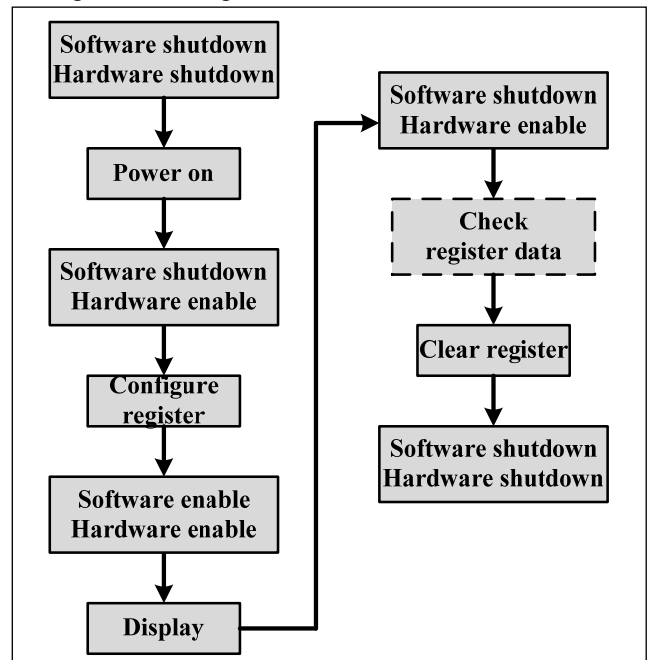 Software shutdown
Hardware shutdown
Power on
Software shutdown
Hardware enable
Configure
register
Software enable
Hardware enable
Display
Software shutdown
Hardware enable
Check
register data
Clear register
Software shutdown
Hardware shutdown